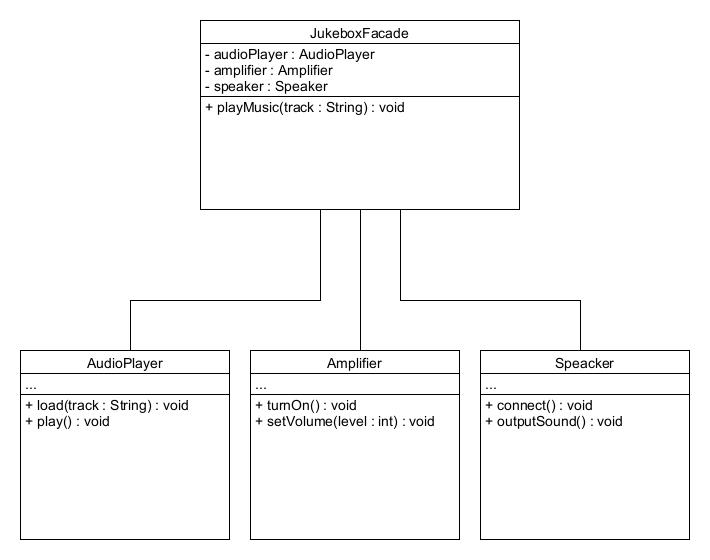 JukeboxFacade
- audioPlayer : AudioPlayer
- amplifier : Amplifier
- speaker : Speaker
+ playMusic(track : String) : void
AudioPlayer
...
+ load(track : String) : void
+ play() : void
Amplifier
...
+ turnOn() : void
+ setVolume(level : int) : void
Speacker
...
+ connect() : void
+ outputSound() : void